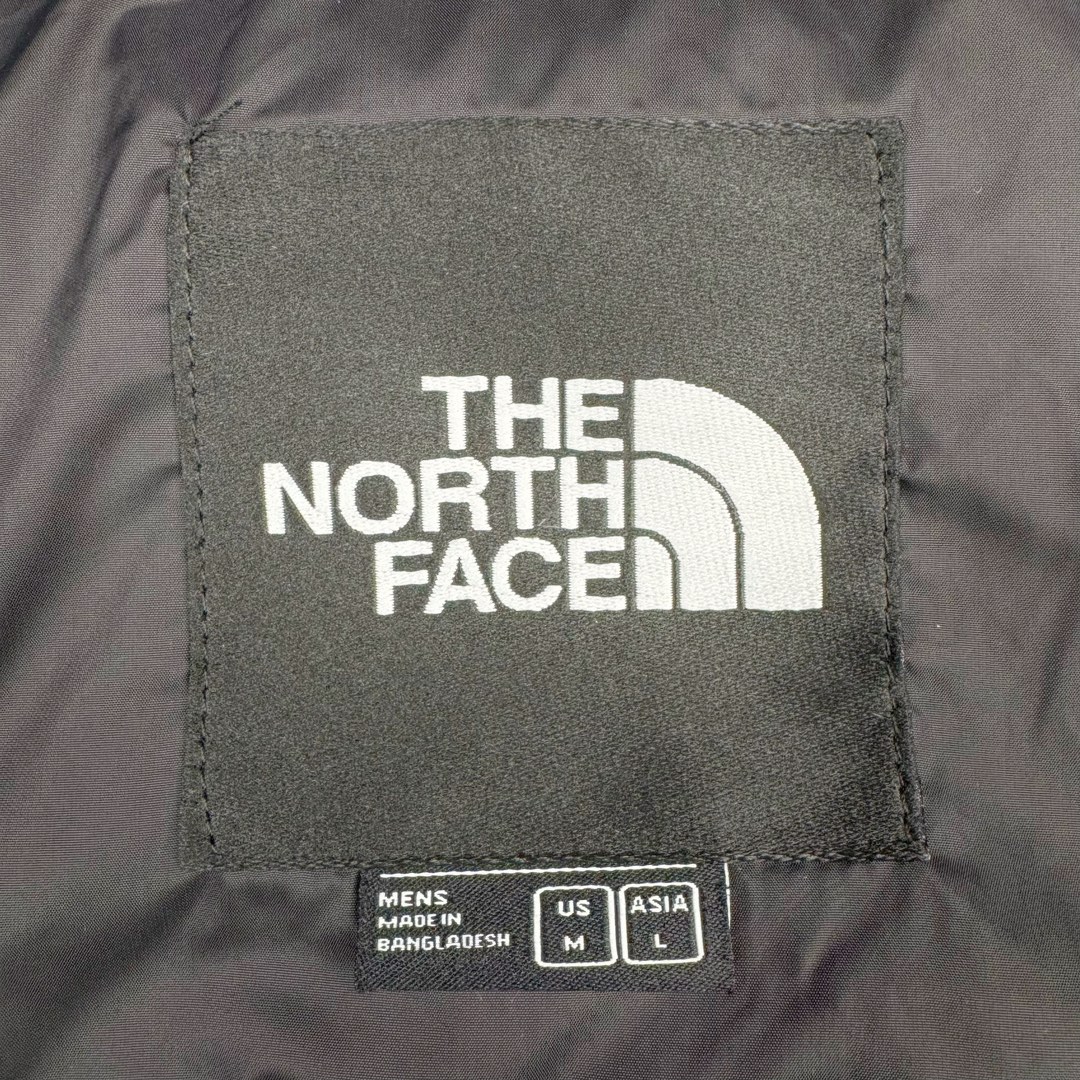 THE
NORTH
FACE
MENS
MADE IN
BANGLADESH
US
M
ASIA
L